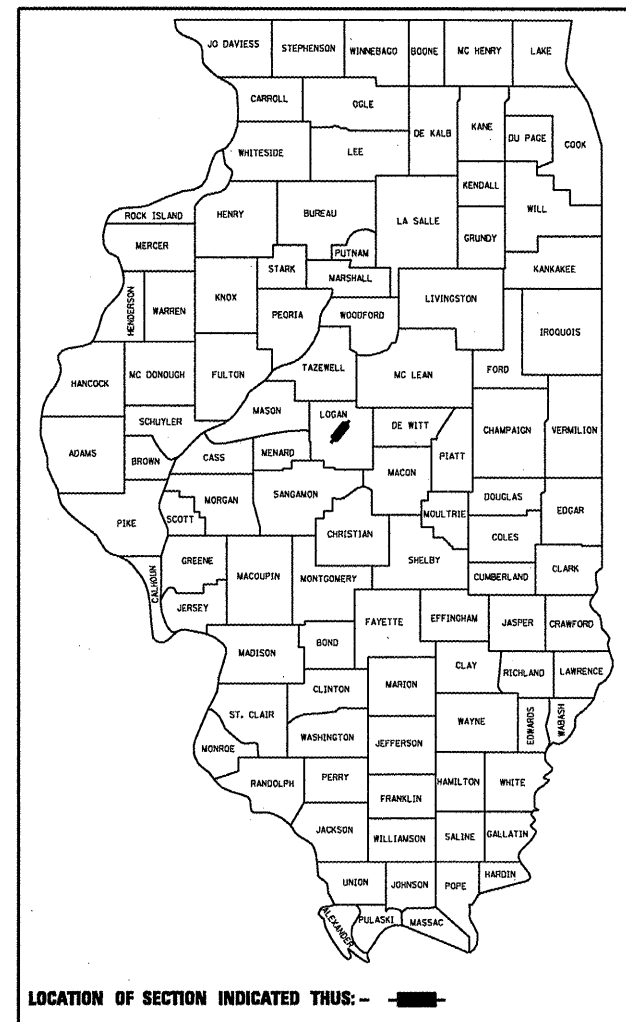 JO DAVIESS STEPHENSON WINNEBAGO BOONE MC HENRY LAKE
CARROLL OGLE DE KALB KANE DU PAGE COOK
WHITESIDE LEE
KENDALL
ROCK ISLAND HENRY BUREAU LA SALLE WILL
MERCER PUTNAM GRUNDY
STARK MARSHALL KANKAKEE
HENDERSON WARREN KNOX PEORIA WOODFORD LIVINGSTON IROQUOIS
HANCOCK MC DONOUGH FULTON TAZEWELL MC LEAN FORD
SCHUYLER MASON LOGAN DE WITT CHAMPAIGN VERMILION
ADAMS BROWN CASS MENARD MACON PIATT
MORGAN SANGAMON DOUGLAS EDGAR
PIKE SCOTT CHRISTIAN MOULTRIE COLES
GREENE MACOUPIN MONTGOMERY SHELBY CUMBERLAND CLARK
CALHOUN JERSEY
FAYETTE EFFINGHAM JASPER CRAWFORD
MADISON BOND
CLINTON MARION CLAY RICHLAND LAWRENCE
ST. CLAIR WASHINGTON JEFFERSON WAYNE EDWARDS WABASH
MONROE
RANDOLPH PERRY FRANKLIN HAMILTON WHITE
JACKSON WILLIAMSON SALINE GALLATIN
UNION JOHNSON POPE HARDIN
ALEXANDER PULASKI MASSAC
LOCATION OF SECTION INDICATED THUS: -